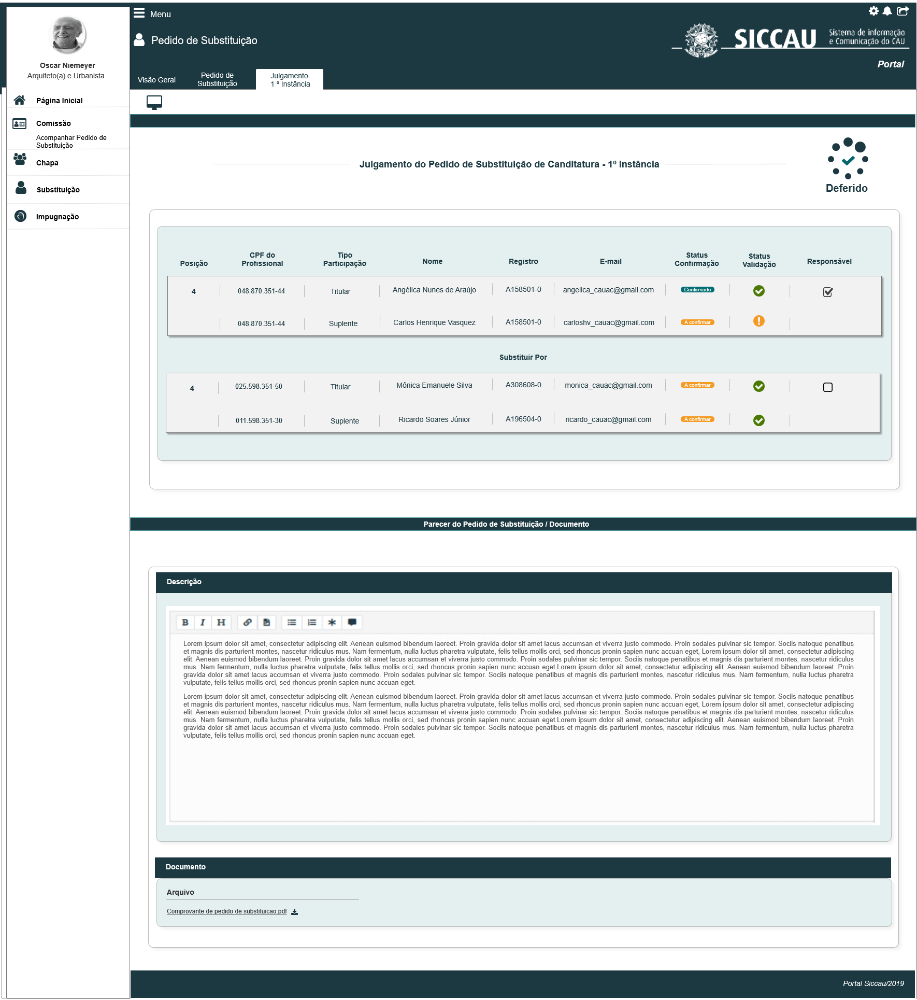 Menu
Pedido de Substituição
SICCAU
Sistema de informação
e Comunicação do CAU
Portal
Visão Geral
Pedido de
Substituição
Julgamento
1 º Instância
Oscar Niemeyer
Arquiteto(a) e Urbanista
Página Inicial
Comissão
Acompanhar Pedido de
Substituição
Chapa
Substituição
Impugnação
Julgamento do Pedido de Substituição de Canditatura - 1º Instância
Deferido
Posição CPF do Profissional Tipo Participação Nome Registro E-mail Status Confirmação Status Validação Responsável
4 048.870.351-44 Titular Angélica Nunes de Araújo A158501-0 angelica_cauac@gmail.com Confirmado
048.870.351-44 Suplente Carlos Henrique Vasquez A158501-0 carloshv_cauac@gmail.com A confirmar
Substituir Por
4 025.598.351-50 Titular Mônica Emanuele Silva A308608-0 monica_cauac@gmail.com A confirmar
011.598.351-30 Suplente Ricardo Soares Júnior A196504-0 ricardo_cauac@gmail.com A confirmar
Parecer do Pedido de Substituição / Documento
Descrição
B I H
Lorem ipsum dolor sit amet, consectetur adipiscing elit. Aenean euismod bibendum laoreet. Proin gravida dolor sit amet lacus accumsan et viverra justo commodo. Proin sodales pulvinar sic tempor. Sociis natoque penatibus
et magnis dis parturient montes, nascetur ridiculus mus. Nam fermentum, nulla luctus pharetra vulputate, felis tellus mollis orci, sed rhoncus pronin sapien nunc accuan eget, Lorem ipsum dolor sit amet, consectetur adipiscing
elit. Aenean euismod bibendum laoreet. Proin gravida dolor sit amet lacus accumsan et viverra justo commodo. Proin sodales pulvinar sic tempor. Sociis natoque penatibus et magnis dis parturient montes, nascetur ridiculus
mus. Nam fermentum, nulla luctus pharetra vulputate, felis tellus mollis orci, sed rhoncus pronin sapien nunc accuan eget.Lorem ipsum dolor sit amet, consectetur adipiscing elit. Aenean euismod bibendum laoreet. Proin
gravida dolor sit amet lacus accumsan et viverra justo commodo. Proin sodales pulvinar sic tempor. Sociis natoque penatibus et magnis dis parturient montes, nascetur ridiculus mus. Nam fermentum, nulla luctus pharetra
vulputate, felis tellus mollis orci, sed rhoncus pronin sapien nunc accuan eget.
Lorem ipsum dolor sit amet, consectetur adipiscing elit. Aenean euismod bibendum laoreet. Proin gravida dolor sit amet lacus accumsan et viverra justo commodo. Proin sodales pulvinar sic tempor. Sociis natoque penatibus
et magnis dis parturient montes, nascetur ridiculus mus. Nam fermentum, nulla luctus pharetra vulputate, felis tellus mollis orci, sed rhoncus pronin sapien nunc accuan eget, Lorem ipsum dolor sit amet, consectetur adipiscing
elit. Aenean euismod bibendum laoreet. Proin gravida dolor sit amet lacus accumsan et viverra justo commodo. Proin sodales pulvinar sic tempor. Sociis natoque penatibus et magnis dis parturient montes, nascetur ridiculus
mus. Nam fermentum, nulla luctus pharetra vulputate, felis tellus mollis orci, sed rhoncus pronin sapien nunc accuan eget.Lorem ipsum dolor sit amet, consectetur adipiscing elit. Aenean euismod bibendum laoreet. Proin
gravida dolor sit amet lacus accumsan et viverra justo commodo. Proin sodales pulvinar sic tempor. Sociis natoque penatibus et magnis dis parturient montes, nascetur ridiculus mus. Nam fermentum, nulla luctus pharetra
vulputate, felis tellus mollis orci, sed rhoncus pronin sapien nunc accuan eget.
Documento
Arquivo
Comprovante de pedido de substituicao.pdf
Portal Siccau/2019